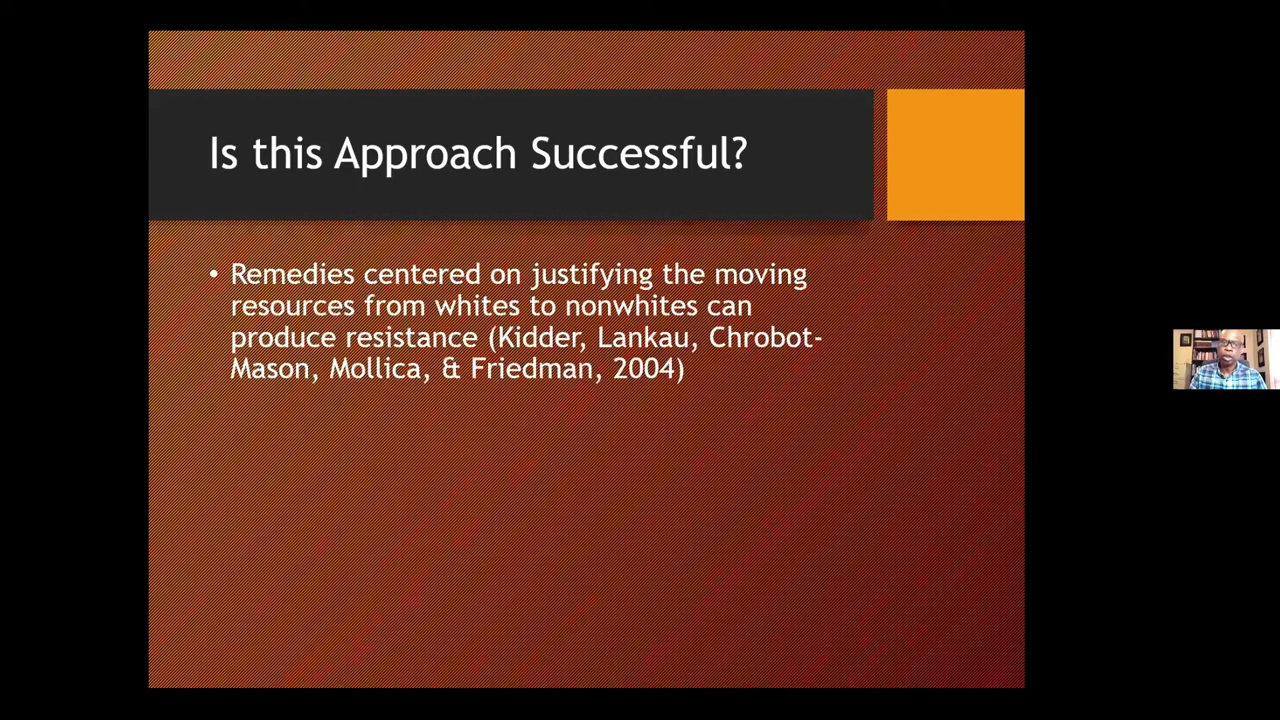 Is this Approach Successful?
• Remedies centered on justifying the moving
resources from whites to nonwhites can
produce resistance (Kidder, Lankau, Chrobot-
Mason, Mollica, & Friedman, 2004)